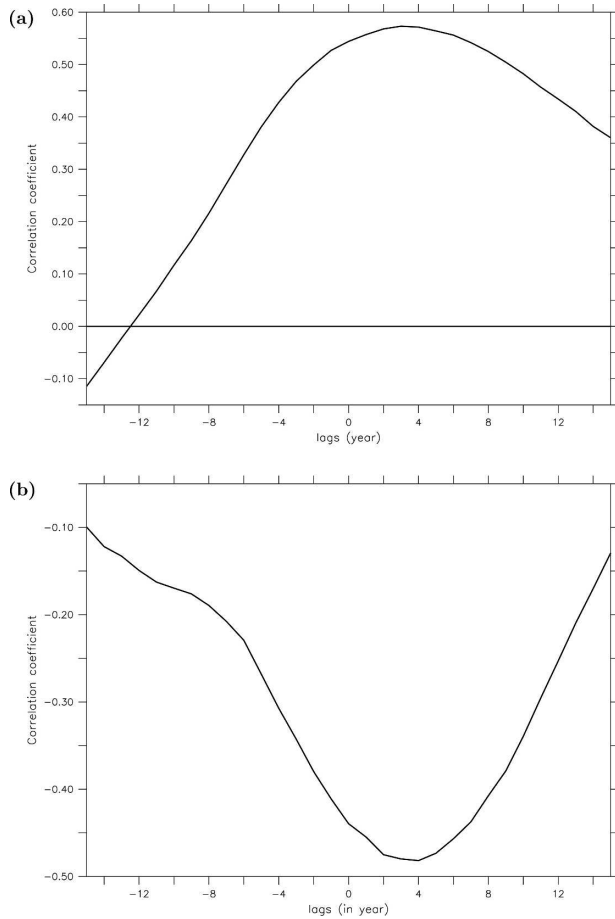 (a)
0.60
0.50
0.40
0.30
0.20
0.10
0.00
-0.10
Correlation coefficient
-12 -8 -4 0 4 8 12
lags (year)
(b)
-0.10
-0.20
-0.30
-0.40
-0.50
Correlation coefficient
-12 -8 -4 0 4 8 12
lags (in year)